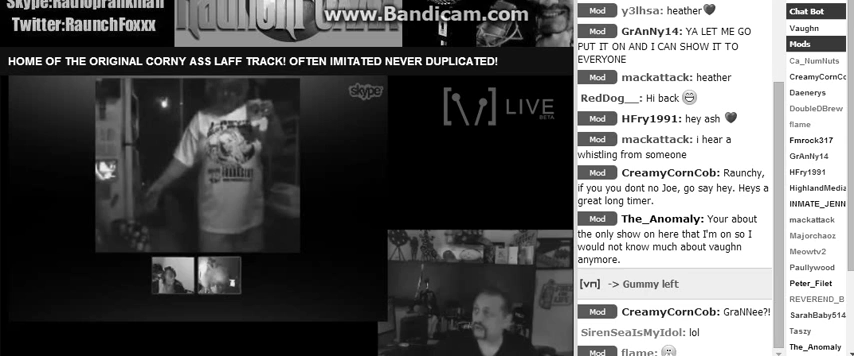 Skype:Radioprankman
Twitter:RaunchFoxxx
www.Bandicam.com
HOME OF THE ORIGINAL CORNY ASS LAFF TRACK! OFTEN IMITATED NEVER DUPLICATED!
skype
LIVE
BETA
Mod y3lhsa: heather
Mod GrAnNy14: YA LET ME GO
PUT IT ON AND I CAN SHOW IT TO
EVERYONE
Mod mackattack: heather
RedDog__: Hi back
Mod HFry1991: hey ash
Mod mackattack: i hear a
whistling from someone
Mod CreamyCornCob: Raunchy,
if you you dont no Joe, go say hey. Heys a
great long timer.
Mod The_Anomaly: Your about
the only show on here that I'm on so I
would not know much about vaughn
anymore.
-> Gummy left
Mod CreamyCornCob: GraNNee?!
SirenSeaIsMyIdol: lol
Mod flame:
Chat Bot
Vaughn
Mods
Ca_NumNuts
CreamyCornCo
Daenerys
DoubleDBrew
flame
Fmrock317
GrAnNy14
HFry1991
HighlandMedia
INMATE_JENN
mackattack
Majorchaoz
Meowtv2
Paullywood
Peter_Filet
REVEREND_B
SarahBaby514
Taszy
The_Anomaly